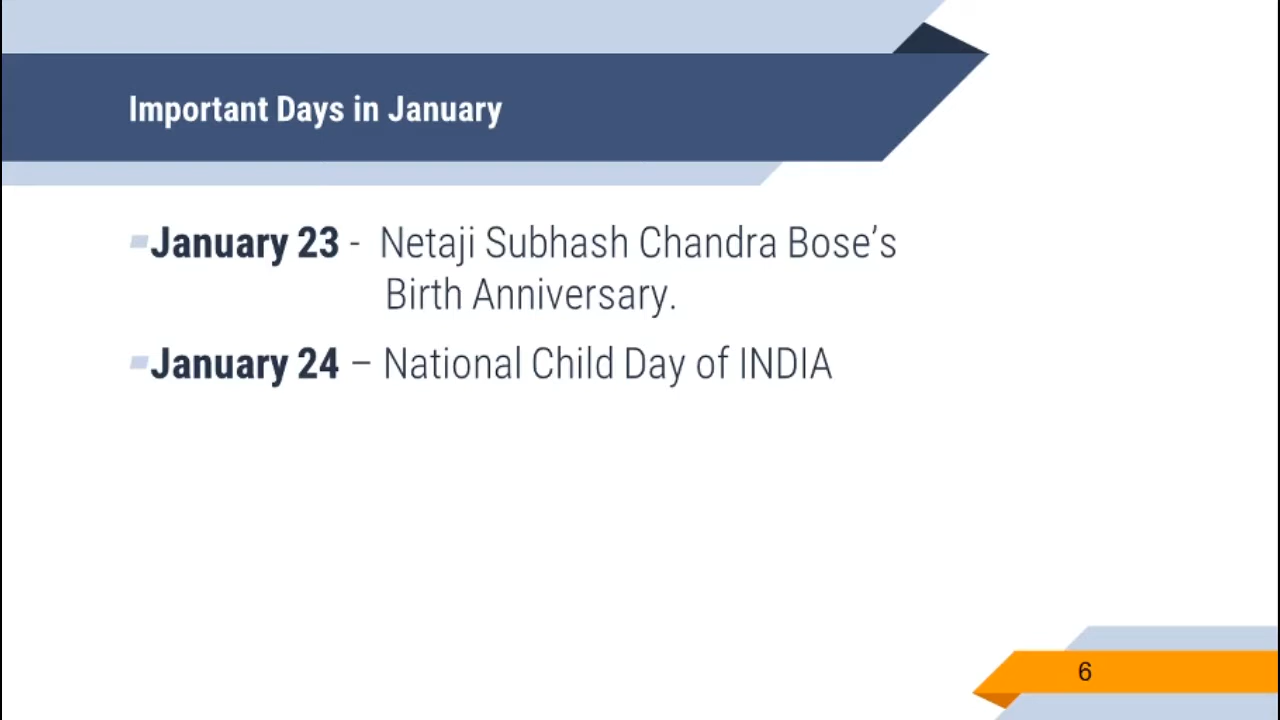 Important Days in January
January 23 - Netaji Subhash Chandra Bose’s
Birth Anniversary.
January 24 – National Child Day of INDIA
6